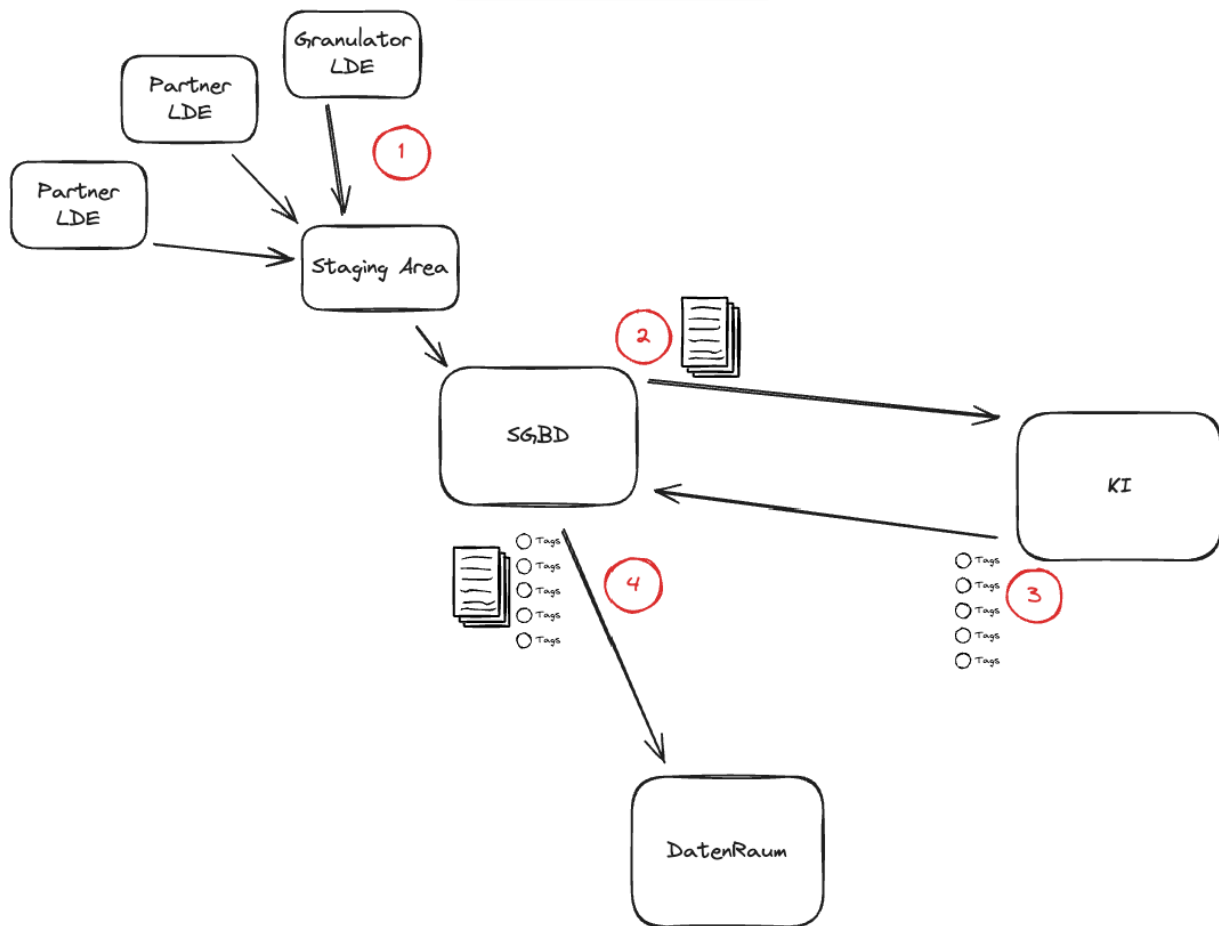 Granulator
LDE
Partner
LDE
1
Partner
LDE
Staging Area
2
SGBD
KI
Tags
Tags
Tags
Tags
Tags
4
Tags
Tags
Tags
Tags
Tags
3
DatenRaum